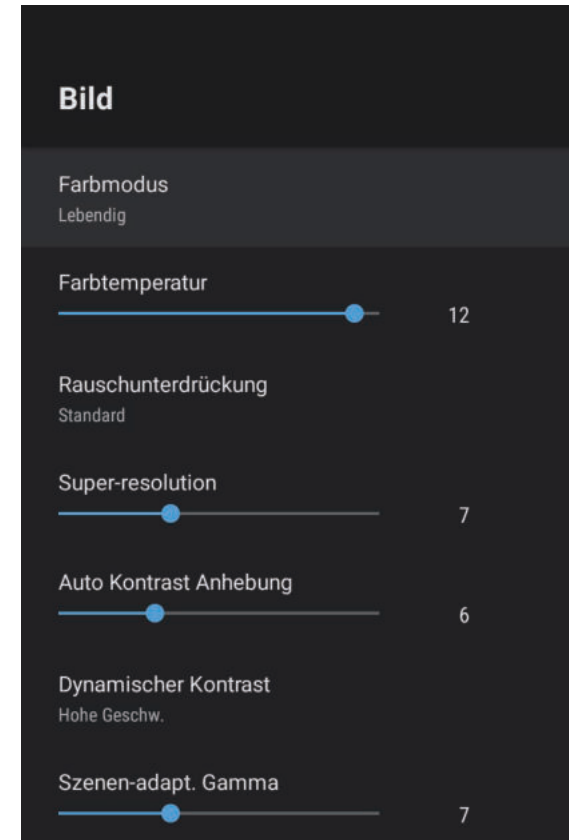 Bild
Farbmodus
Lebendig
Farbtemperatur
12
Rauschunterdrückung
Standard
Super-resolution
7
Auto Kontrast Anhebung
6
Dynamischer Kontrast
Hohe Geschw.
Szenen-adapt. Gamma
7